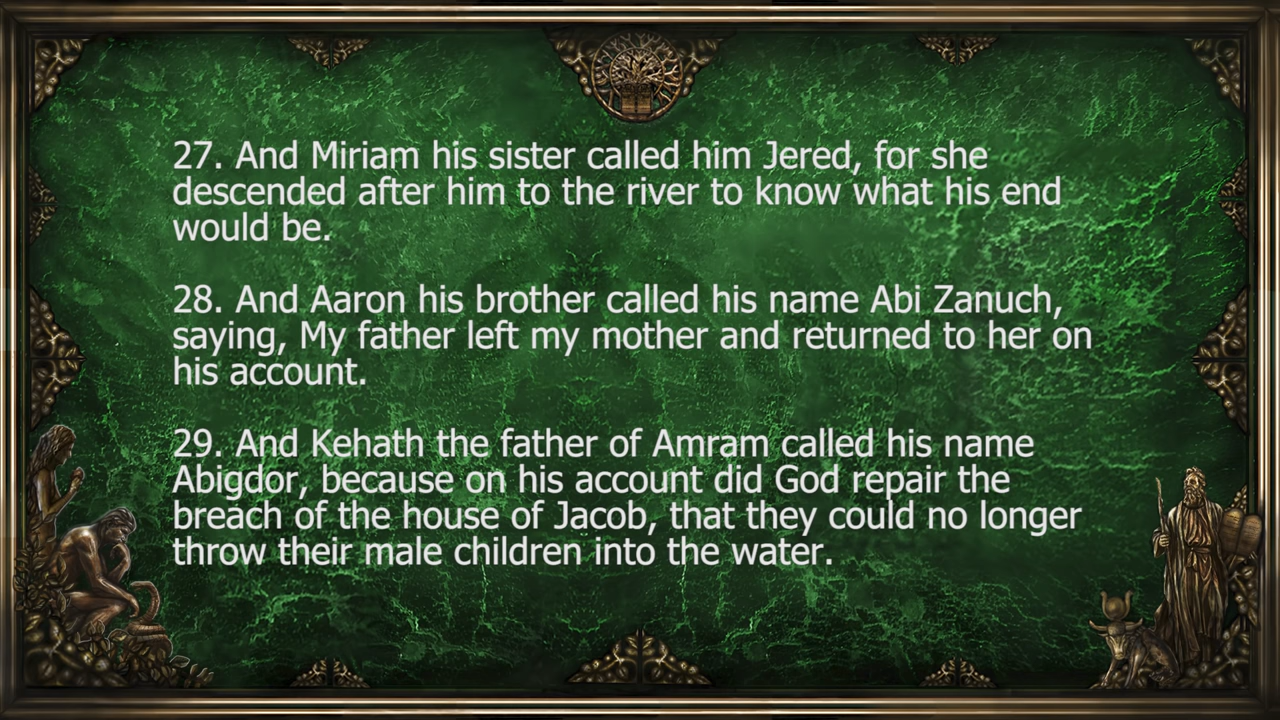 27. And Miriam his sister called him Jered, for she
descended after him to the river to know what his end
would be.
28. And Aaron his brother called his name Abi Zanuch,
saying, My father left my mother and returned to her on
his account.
29. And Kehath the father of Amram called his name
Abigdor, because on his account did God repair the
breach of the house of Jacob, that they could no longer
throw their male children into the water.